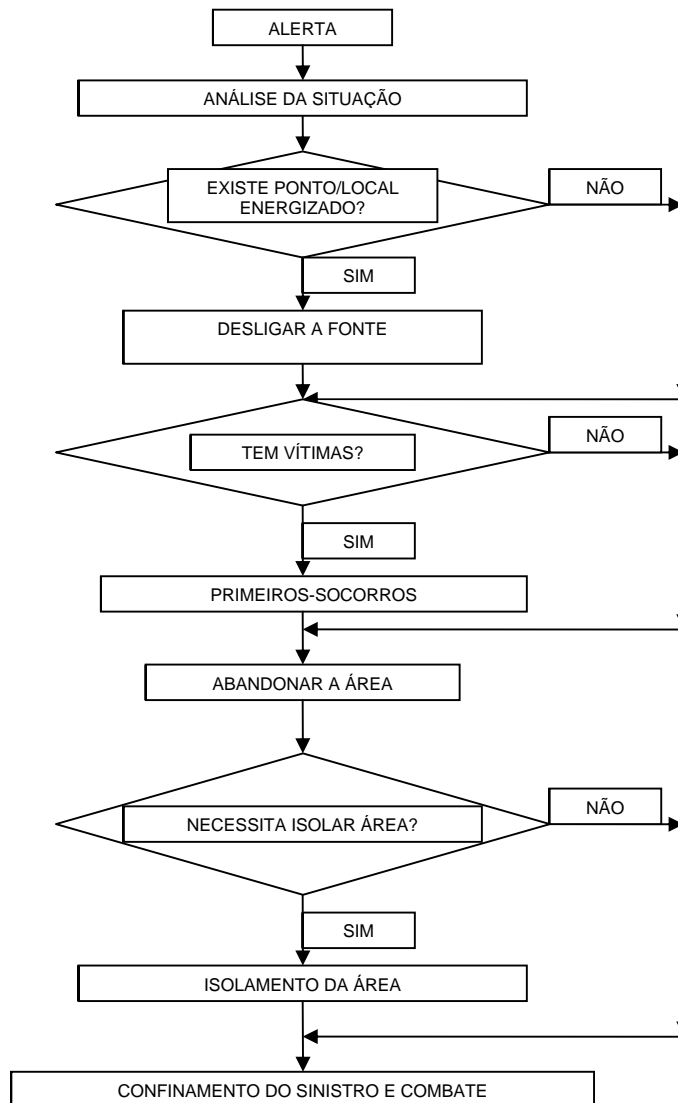 ALERTA
ANÁLISE DA SITUAÇÃO
EXISTE PONTO/LOCAL
ENERGIZADO?
NÃO
SIM
DESLIGAR A FONTE
TEM VÍTIMAS?
NÃO
SIM
PRIMEIROS-SOCORROS
ABANDONAR A ÁREA
NECESSITA ISOLAR ÁREA?
NÃO
SIM
ISOLAMENTO DA ÁREA
CONFINAMENTO DO SINISTRO E COMBATE